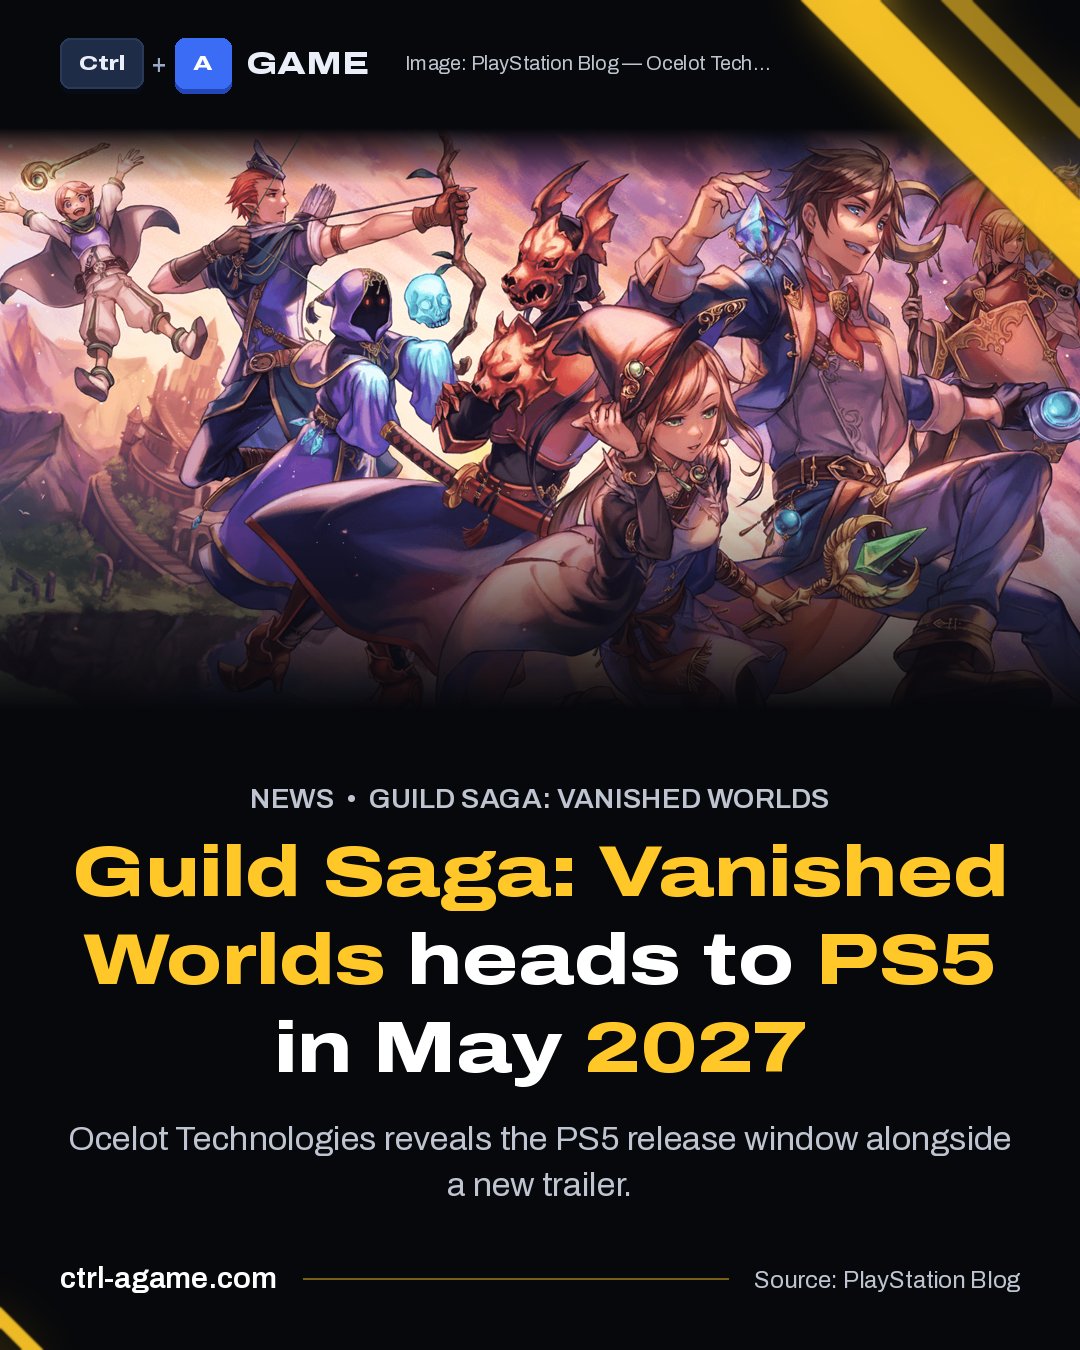 Ctrl + A GAME Image: PlayStation Blog — Ocelot Tech...
NEWS • GUILD SAGA: VANISHED WORLDS
Guild Saga: Vanished
Worlds heads to PS5
in May 2027
Ocelot Technologies reveals the PS5 release window alongside
a new trailer.
ctrl-agame.com Source: PlayStation Blog